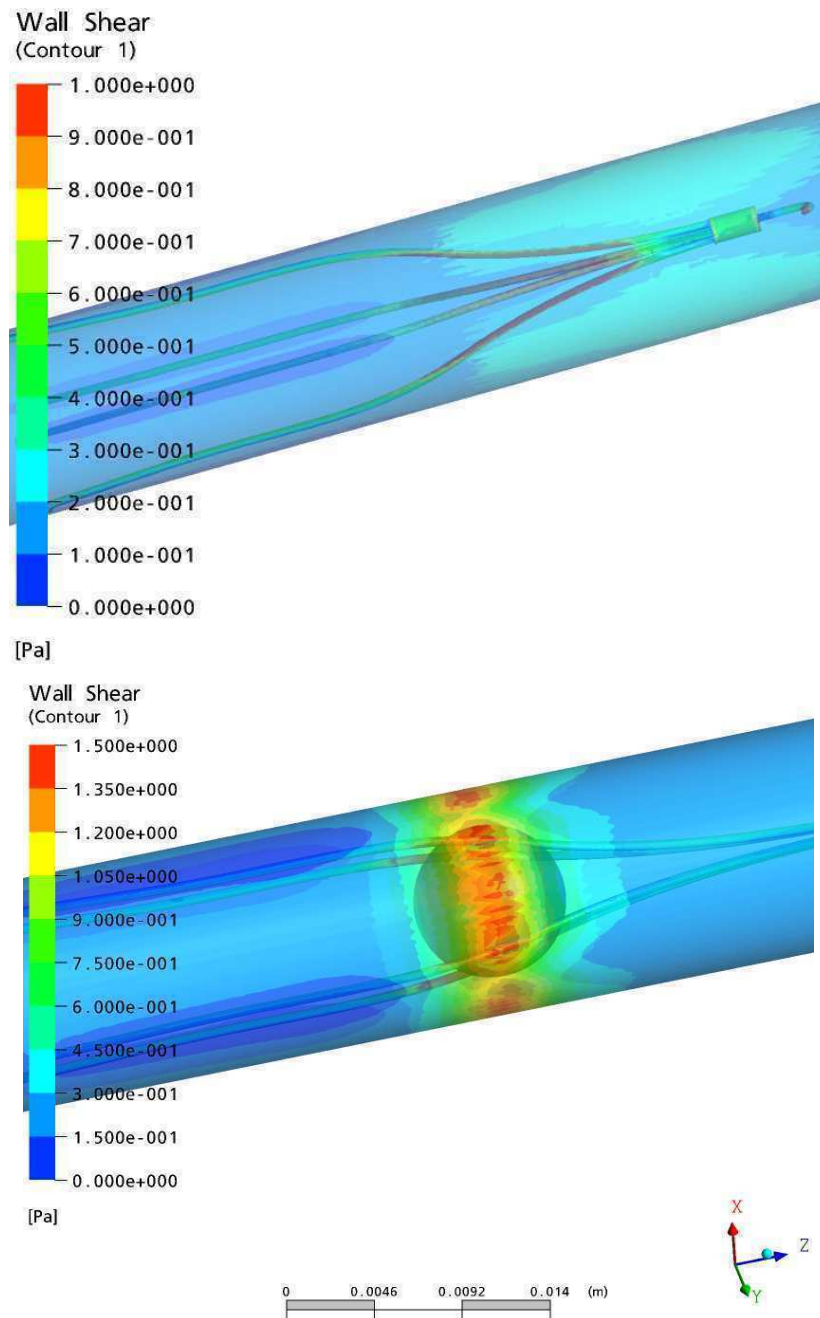 Wall Shear
(Contour 1)
1.000e+000
9.000e-001
8.000e-001
7.000e-001
6.000e-001
5.000e-001
4.000e-001
3.000e-001
2.000e-001
1.000e-001
0.000e+000
[Pa]
Wall Shear
(Contour 1)
1.500e+000
1.350e+000
1.200e+000
1.050e+000
9.000e-001
7.500e-001
6.000e-001
4.500e-001
3.000e-001
1.500e-001
0.000e+000
[Pa]
X
Z
Y
0 0.0046 0.0092 0.014 (m)